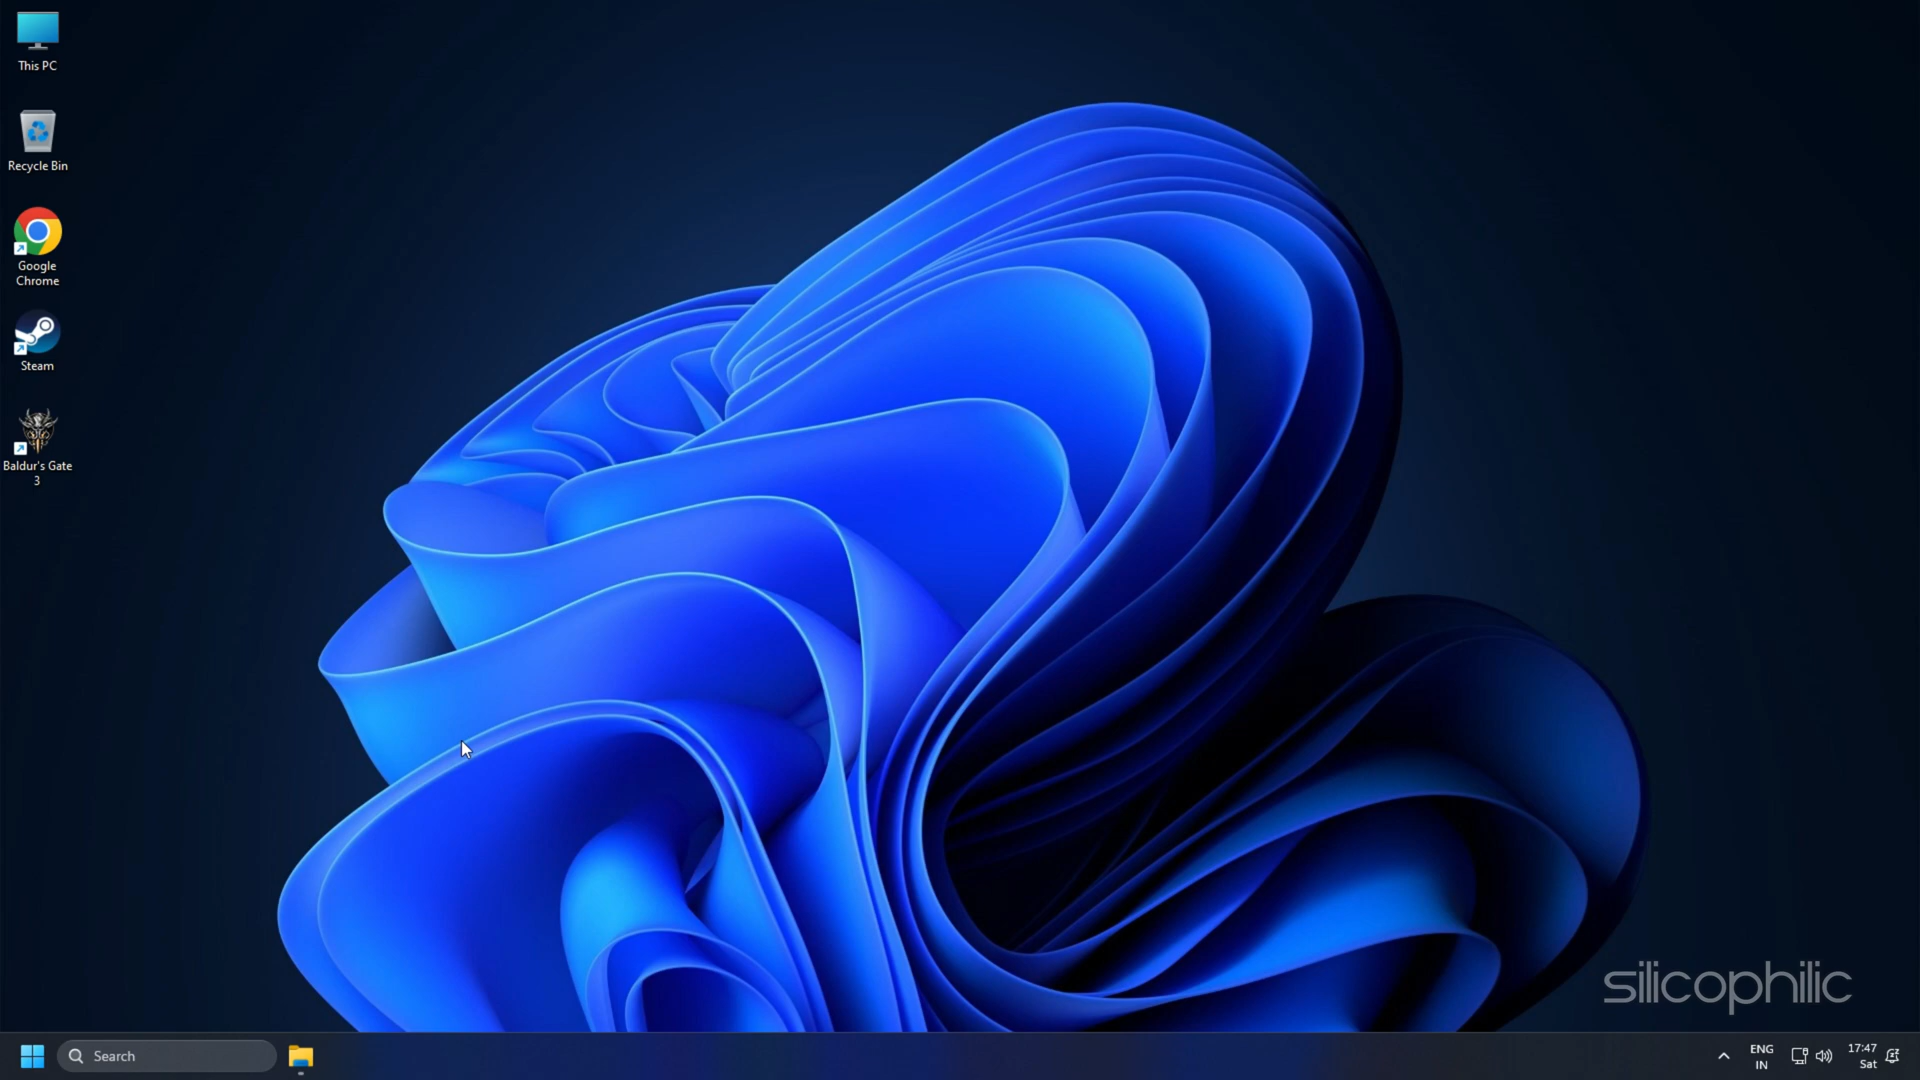 This PC
Recycle Bin
Google
Chrome
Steam
Baldur's Gate
3
silicophilic
Search
ENG
IN
17:47
Sat